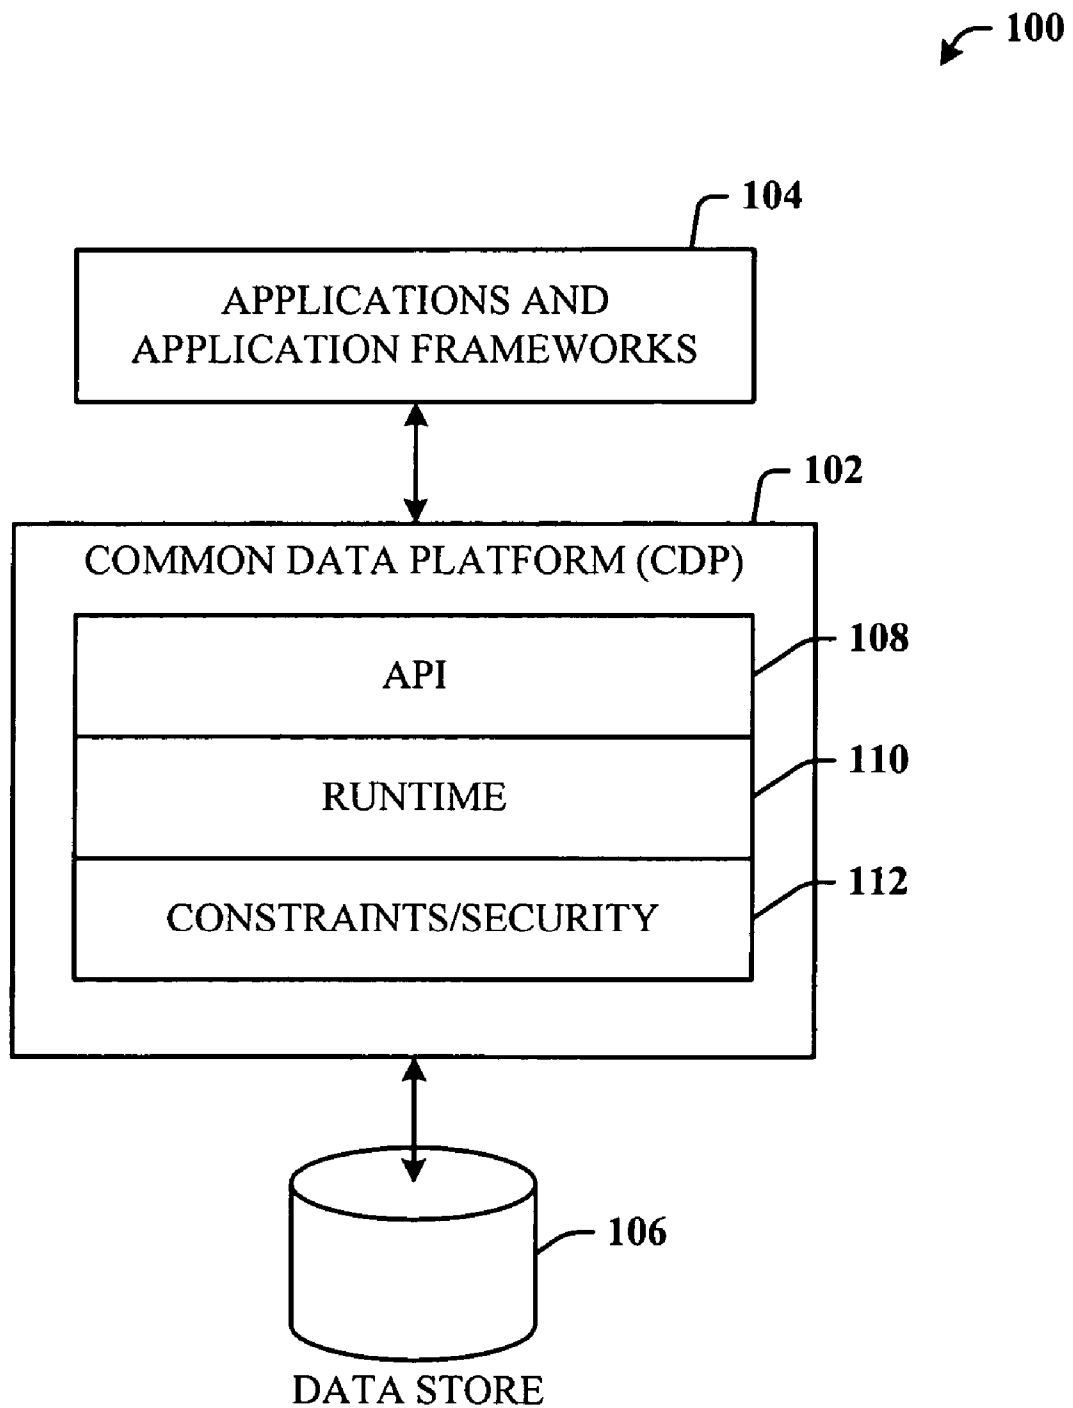 100
104
APPLICATIONS AND
APPLICATION FRAMEWORKS
102
COMMON DATA PLATFORM (CDP)
108
API
110
RUNTIME
112
CONSTRAINTS/SECURITY
106
DATA STORE